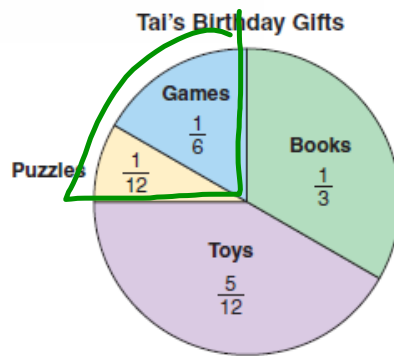 Tai's Birthday Gifts
Games
1/6
Books
1/3
Puzzles
1/12
Toys
5/12